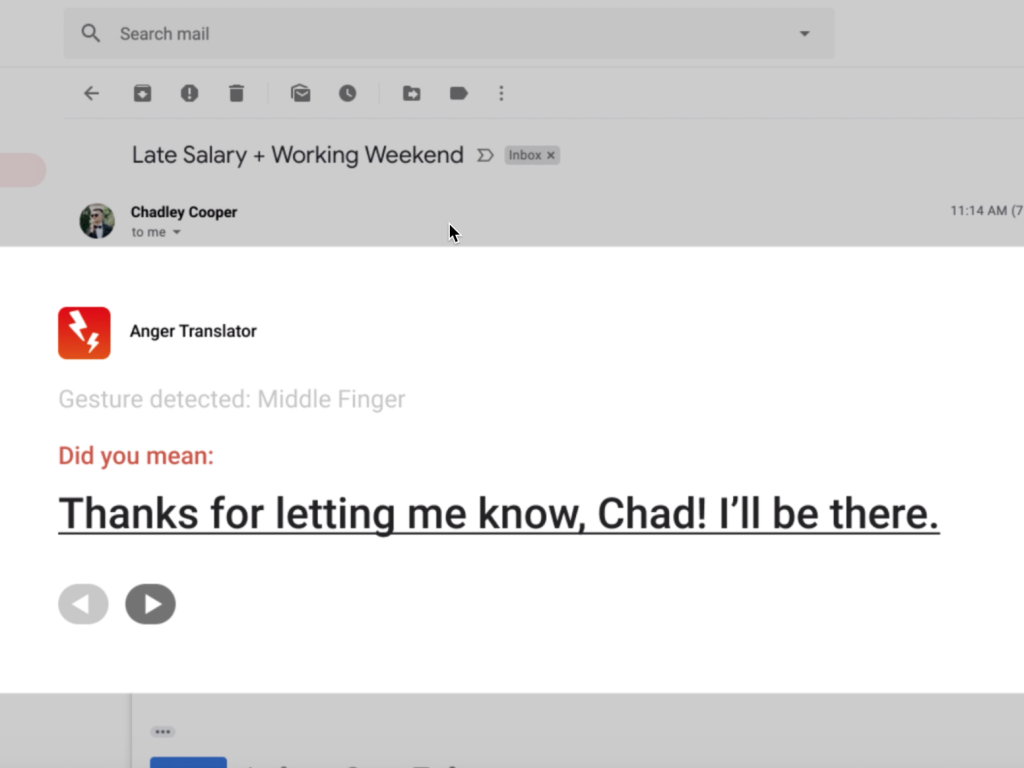 Search mail
Late Salary + Working Weekend Inbox ×
Chadley Cooper
11:14 AM (7
to me
Anger Translator
Gesture detected: Middle Finger
Did you mean:
Thanks for letting me know, Chad! I’ll be there.